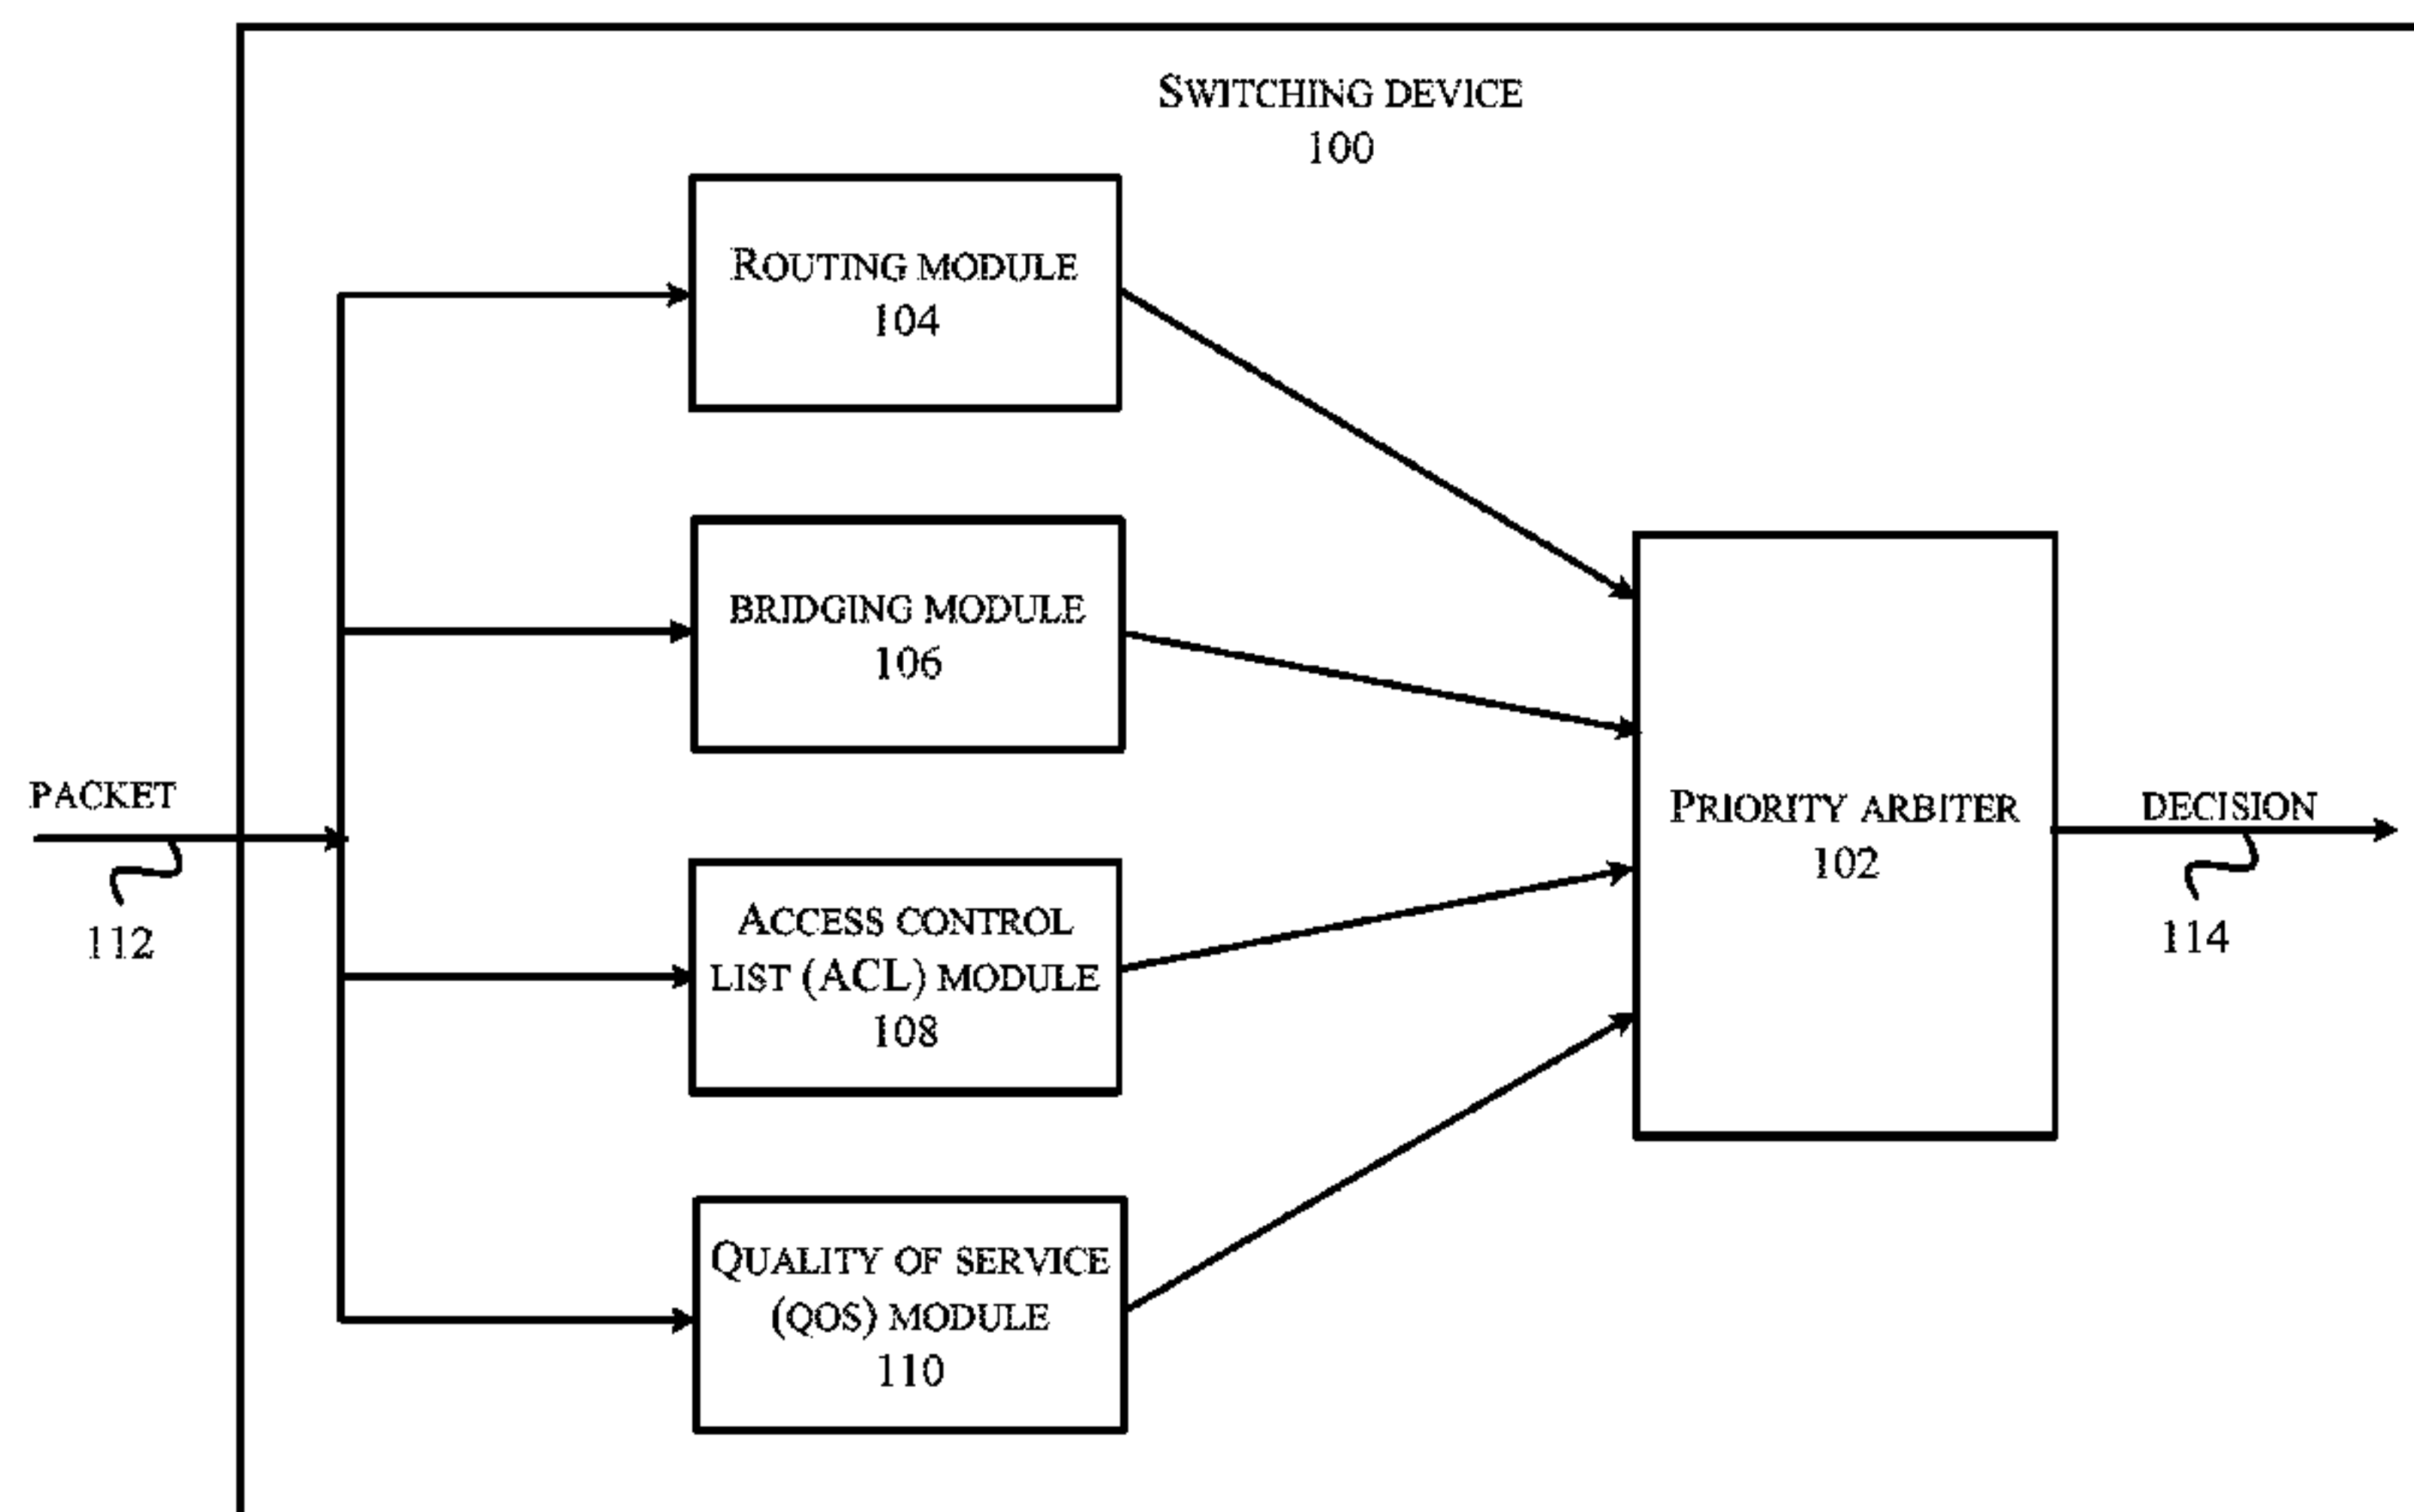 SWITCHING DEVICE
100
ROUTING MODULE
104
BRIDGING MODULE
106
PACKET
112
ACCESS CONTROL
LIST (ACL) MODULE
108
QUALITY OF SERVICE
(QOS) MODULE
110
PRIORITY ARBITER
102
DECISION
114